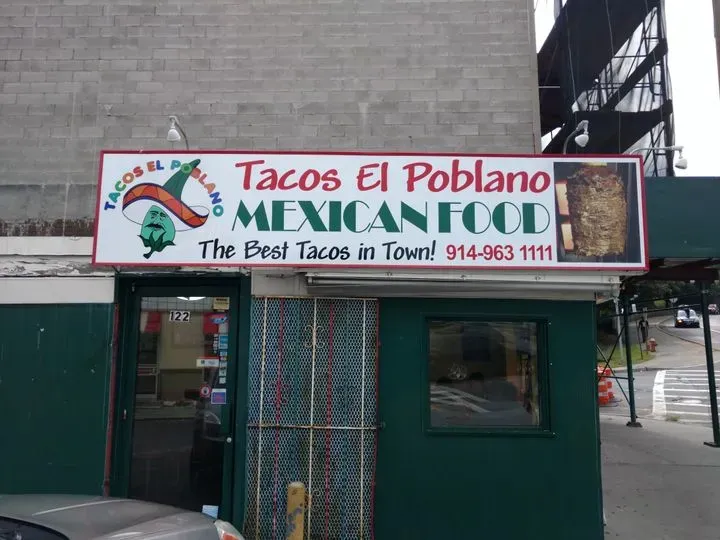 TACOS EL POBLANO
Tacos El Poblano
MEXICAN FOOD
The Best Tacos in Town! 914-963 1111
122